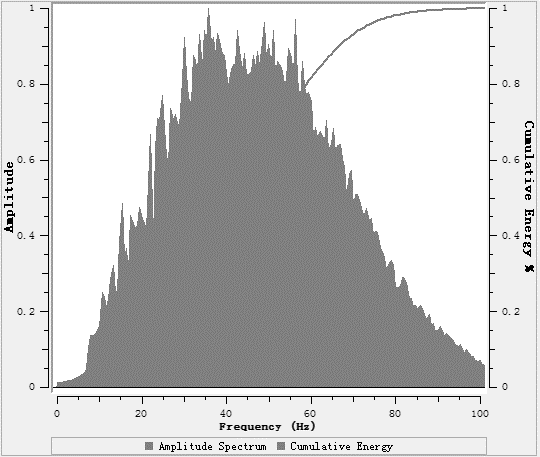 1
0.8
0.6
0.4
0.2
0
Amplitude
1
0.8
0.6
0.4
0.2
0
Cumulative Energy %
0 20 40 60 80 100
Frequency (Hz)
Amplitude Spectrum Cumulative Energy